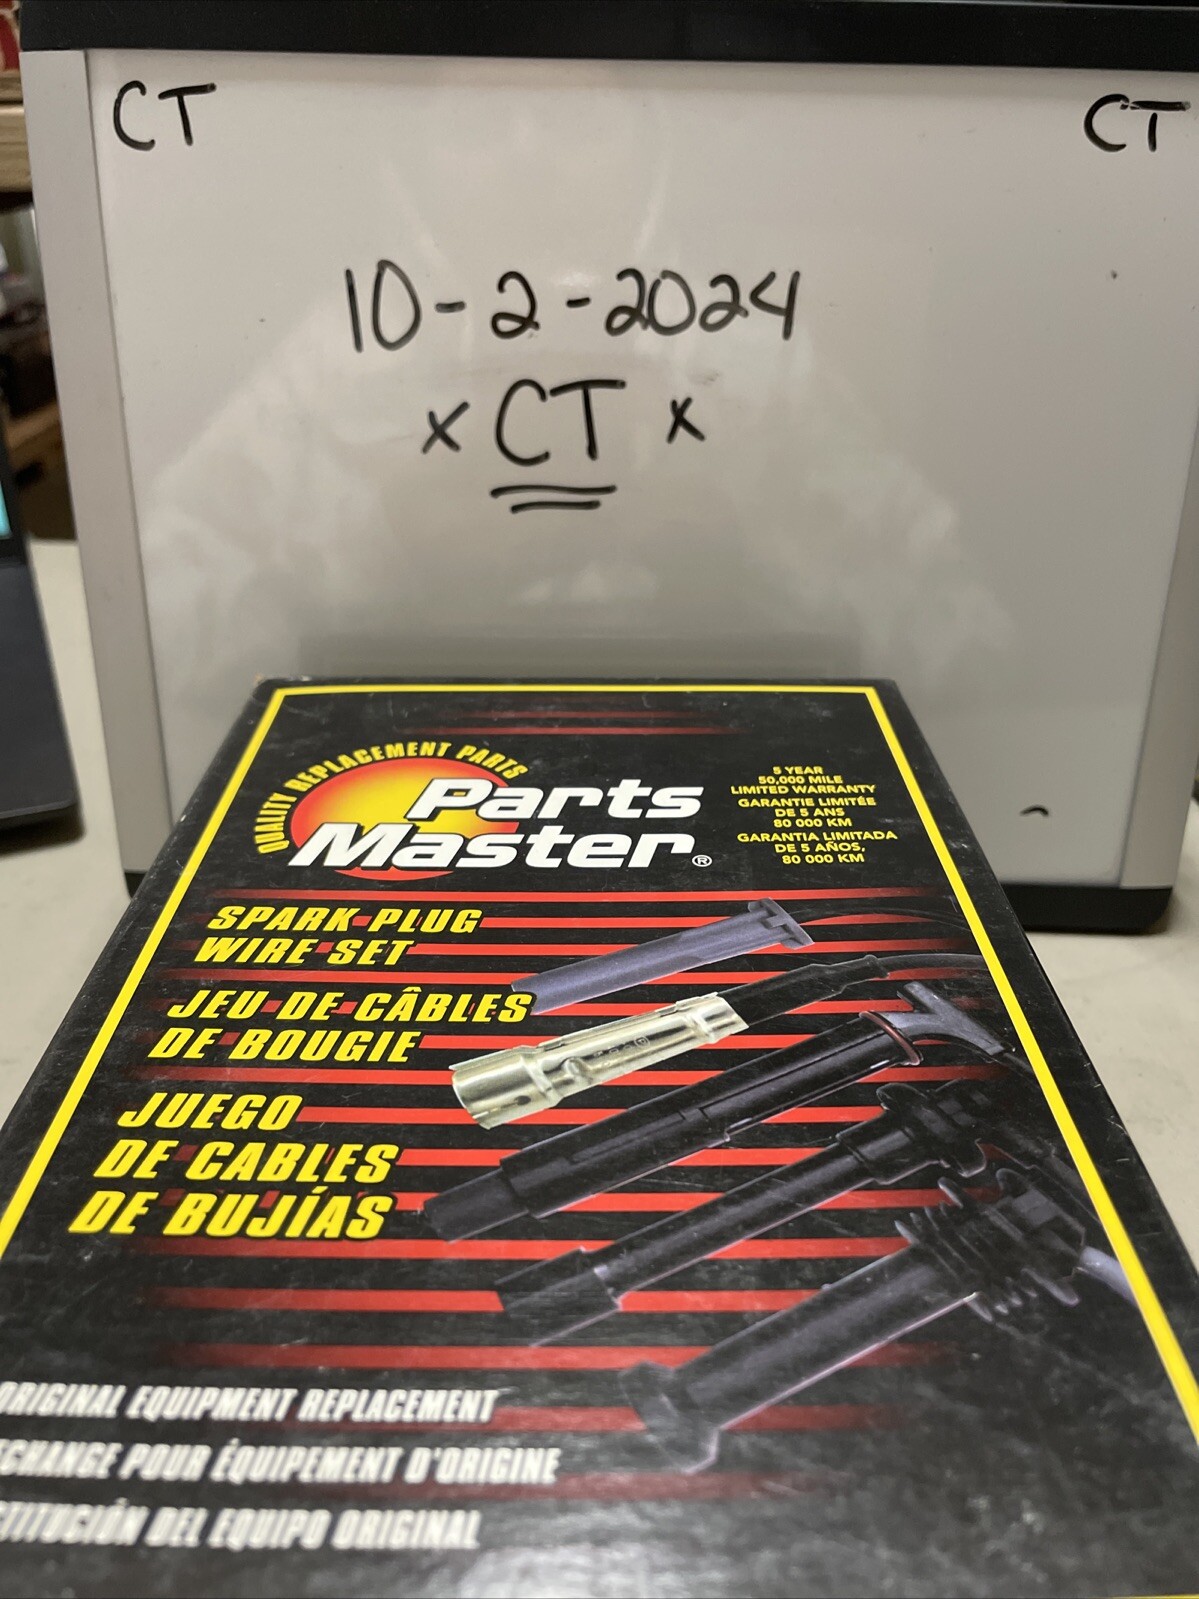 CT
CT
10-2-2024
x CT x
QUALITY REPLACEMENT PARTS
Parts
Master®
5 YEAR
50,000 MILE
LIMITED WARRANTY
GARANTIE LIMITÉE
DE 5 ANS
80 000 KM
GARANTIA LIMITADA
DE 5 AÑOS,
80 000 KM
SPARK PLUG
WIRE SET
JEU DE CÂBLES
DE BOUGIE
JUEGO
DE CABLES
DE BUJÍAS
ORIGINAL EQUIPMENT REPLACEMENT
POUR ÉQUIPEMENT D'ORIGINE
DEL EQUIPO ORIGINAL